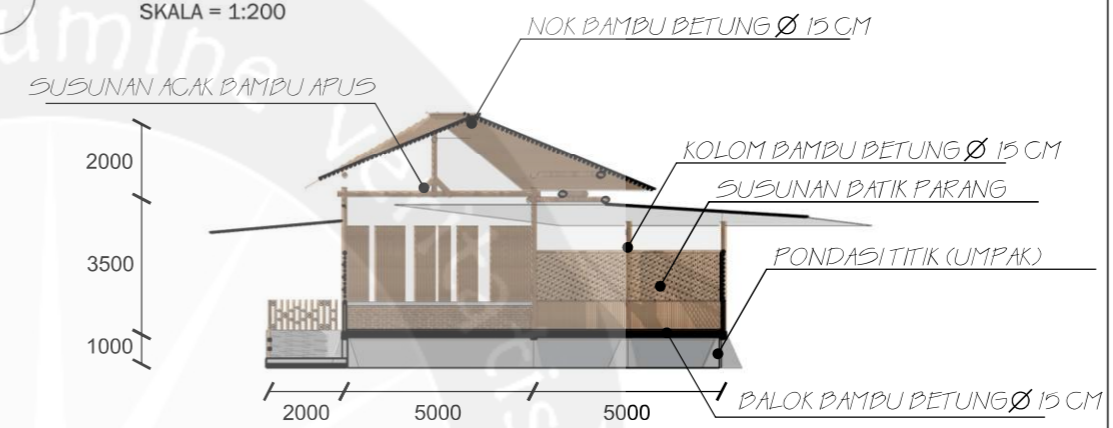 SKALA = 1:200
NOK BAMBU BETUNG Ø 15 CM
SUSUNAN ACAK BAMBU APUS
KOLOM BAMBU BETUNG Ø 15 CM
SUSUNAN BATIK PARANG
PONDASI TITIK (UMPAK)
BALOK BAMBU BETUNG Ø 15 CM
2000
3500
1000
2000
5000
5000